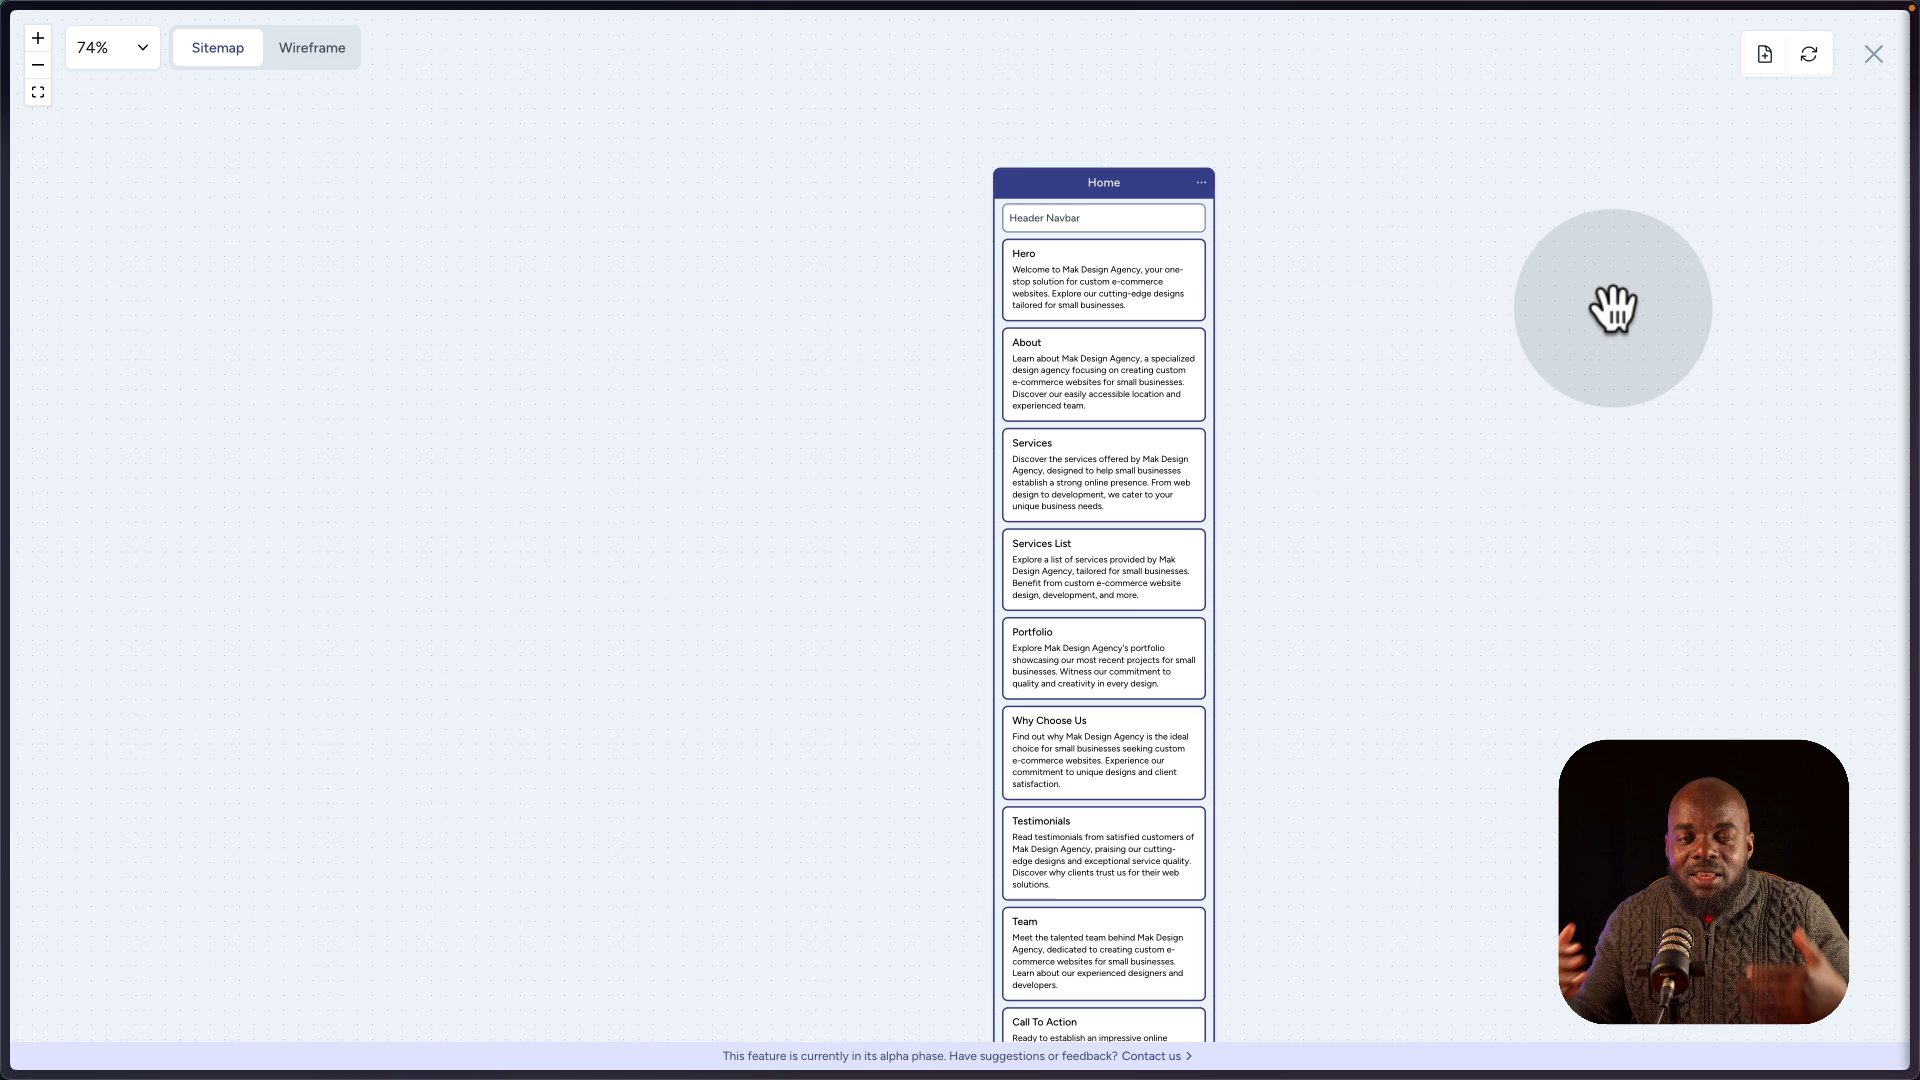 74%
Sitemap
Wireframe
Home
Header Navbar
Hero
Welcome to Mak Design Agency, your one-
stop solution for custom e-commerce
websites. Explore our cutting-edge designs
tailored for small businesses.
About
Learn about Mak Design Agency, a specialized
design agency focusing on creating custom
e-commerce websites for small businesses.
Discover our easily accessible location and
experienced team.
Services
Discover the services offered by Mak Design
Agency, designed to help small businesses
establish a strong online presence. From web
design to development, we cater to your
unique business needs.
Services List
Explore a list of services provided by Mak
Design Agency, tailored for small businesses.
Benefit from custom e-commerce website
design, development, and more.
Portfolio
Explore Mak Design Agency's portfolio
showcasing our most recent projects for small
businesses. Witness our commitment to
quality and creativity in every design.
Why Choose Us
Find out why Mak Design Agency is the ideal
choice for small businesses seeking custom
e-commerce websites. Experience our
commitment to unique designs and client
satisfaction.
Testimonials
Read testimonials from satisfied customers of
Mak Design Agency, praising our cutting-
edge designs and exceptional service quality.
Discover why clients trust us for their web
solutions.
Team
Meet the talented team behind Mak Design
Agency, dedicated to creating custom e-
commerce websites for small businesses.
Learn about our experienced designers and
developers.
Call To Action
Ready to establish an impressive online
This feature is currently in its alpha phase. Have suggestions or feedback? Contact us